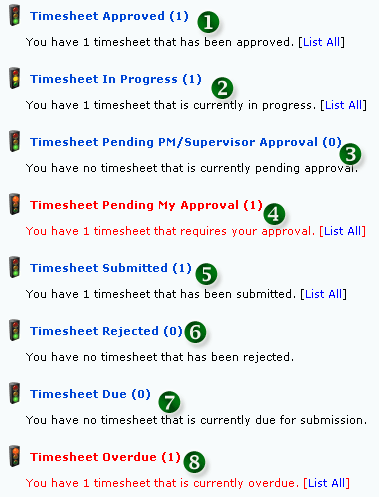 Timesheet Approved (1) 1
You have 1 timesheet that has been approved. [List All]
Timesheet In Progress (1) 2
You have 1 timesheet that is currently in progress. [List All]
Timesheet Pending PM/Supervisor Approval (0) 3
You have no timesheet that is currently pending approval.
Timesheet Pending My Approval (1) 4
You have 1 timesheet that requires your approval. [List All]
Timesheet Submitted (1) 5
You have 1 timesheet that has been submitted. [List All]
Timesheet Rejected (0) 6
You have no timesheet that has been rejected.
Timesheet Due (0) 7
You have no timesheet that is currently due for submission.
Timesheet Overdue (1) 8
You have 1 timesheet that is currently overdue. [List All]